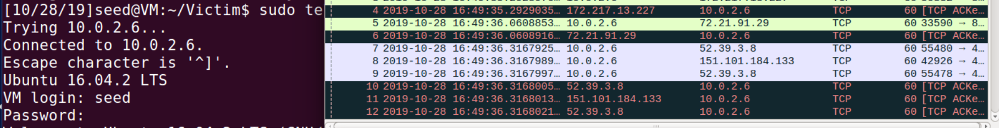 [10/28/19]seed@VM:~/Victim$ sudo te
Trying 10.0.2.6...
Connected to 10.0.2.6.
Escape character is '^]'.
Ubuntu 16.04.2 LTS
VM login: seed
Password:
4 2019-10-28 16:49:35.2929035… 172.217.13.227 10.0.2.6 TCP 60 [TCP ACKe…
5 2019-10-28 16:49:36.0608853… 10.0.2.6 72.21.91.29 TCP 60 33590 → 8…
6 2019-10-28 16:49:36.0608916… 72.21.91.29 10.0.2.6 TCP 60 [TCP ACKe…
7 2019-10-28 16:49:36.3167925… 10.0.2.6 52.39.3.8 TCP 60 55480 → 4…
8 2019-10-28 16:49:36.3167989… 10.0.2.6 151.101.184.133 TCP 60 42926 → 4…
9 2019-10-28 16:49:36.3167997… 10.0.2.6 52.39.3.8 TCP 60 55478 → 4…
10 2019-10-28 16:49:36.3168005… 52.39.3.8 10.0.2.6 TCP 60 [TCP ACKe…
11 2019-10-28 16:49:36.3168013… 151.101.184.133 10.0.2.6 TCP 60 [TCP ACKe…
12 2019-10-28 16:49:36.3168021… 52.39.3.8 10.0.2.6 TCP 60 [TCP ACKe…